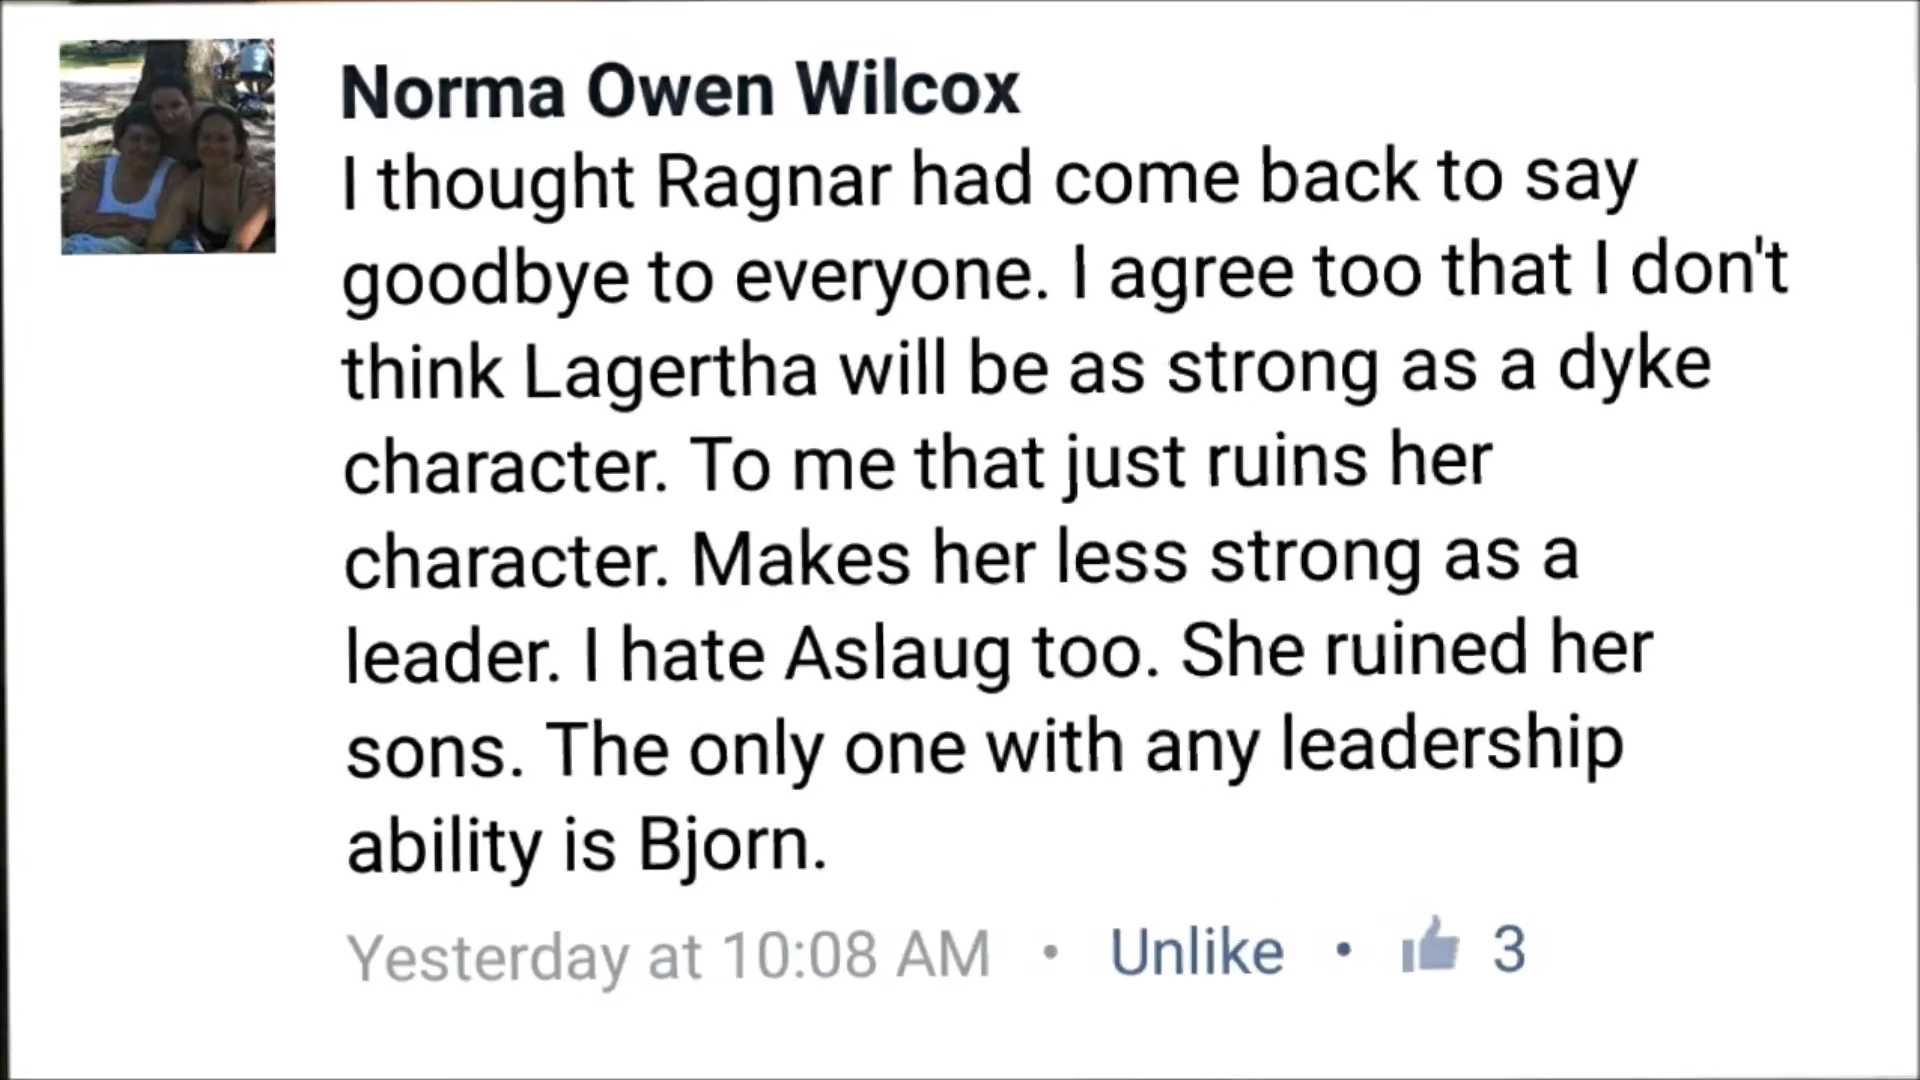 Norma Owen Wilcox
I thought Ragnar had come back to say
goodbye to everyone. I agree too that I don't
think Lagertha will be as strong as a dyke
character. To me that just ruins her
character. Makes her less strong as a
leader. I hate Aslaug too. She ruined her
sons. The only one with any leadership
ability is Bjorn.
Yesterday at 10:08 AM • Unlike • 3